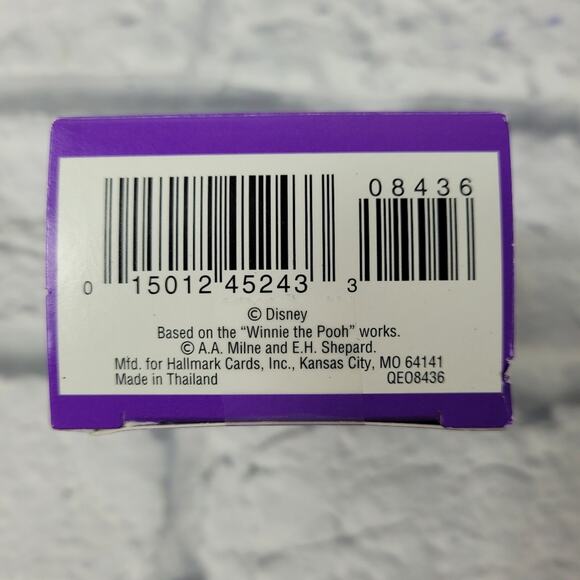 08436
0 15012 45243 3
© Disney
Based on the "Winnie the Pooh" works.
© A.A. Milne and E.H. Shepard.
Mfd. for Hallmark Cards, Inc., Kansas City, MO 64141
Made in Thailand QEO8436